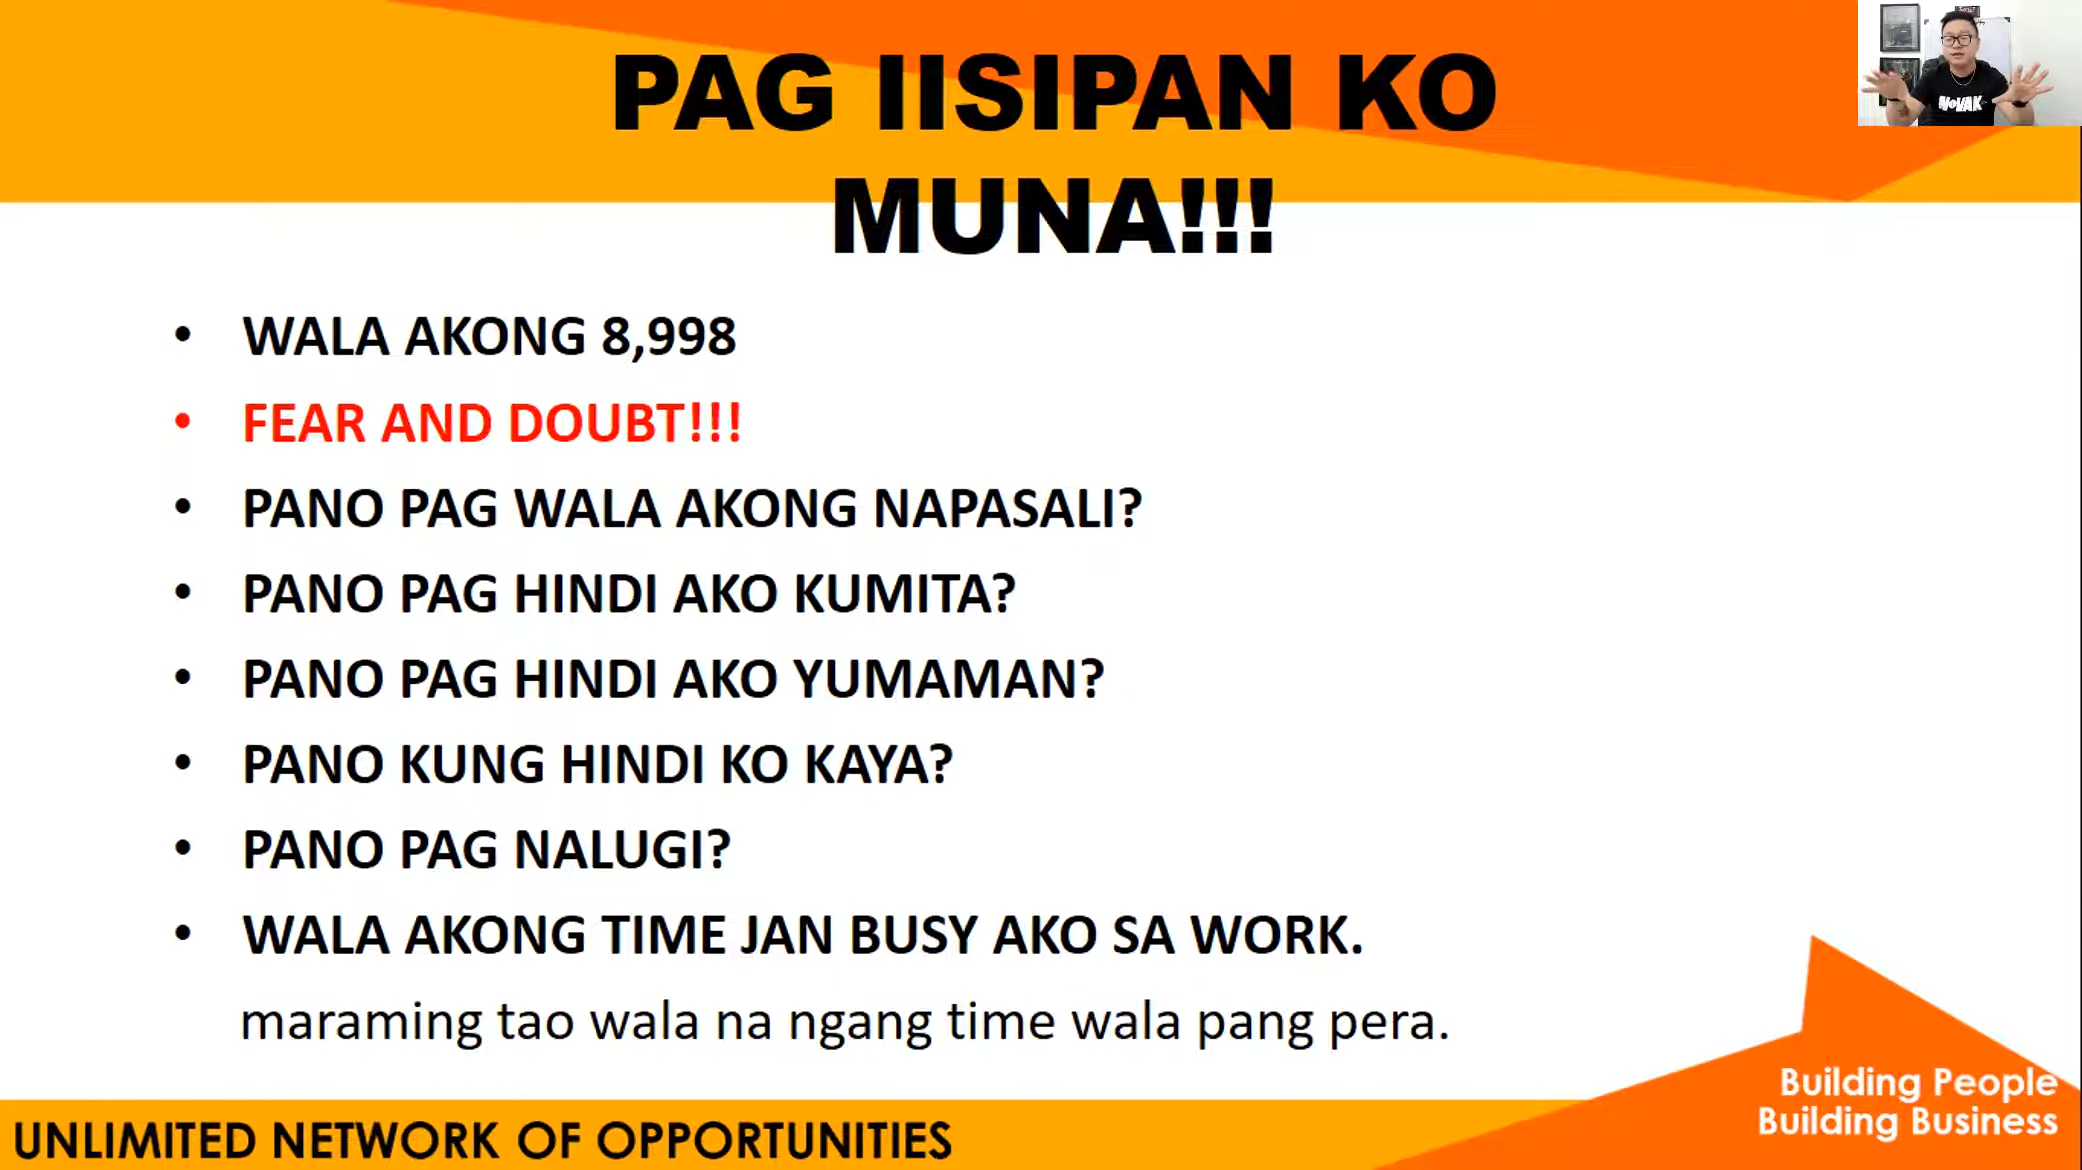 PAG IISIPAN KO
MUNA!!!
NOVAK
• WALA AKONG 8,998
• FEAR AND DOUBT!!!
• PANO PAG WALA AKONG NAPASALI?
• PANO PAG HINDI AKO KUMITA?
• PANO PAG HINDI AKO YUMAMAN?
• PANO KUNG HINDI KO KAYA?
• PANO PAG NALUGI?
• WALA AKONG TIME JAN BUSY AKO SA WORK.
maraming tao wala na ngang time wala pang pera.
Building People
Building Business
UNLIMITED NETWORK OF OPPORTUNITIES